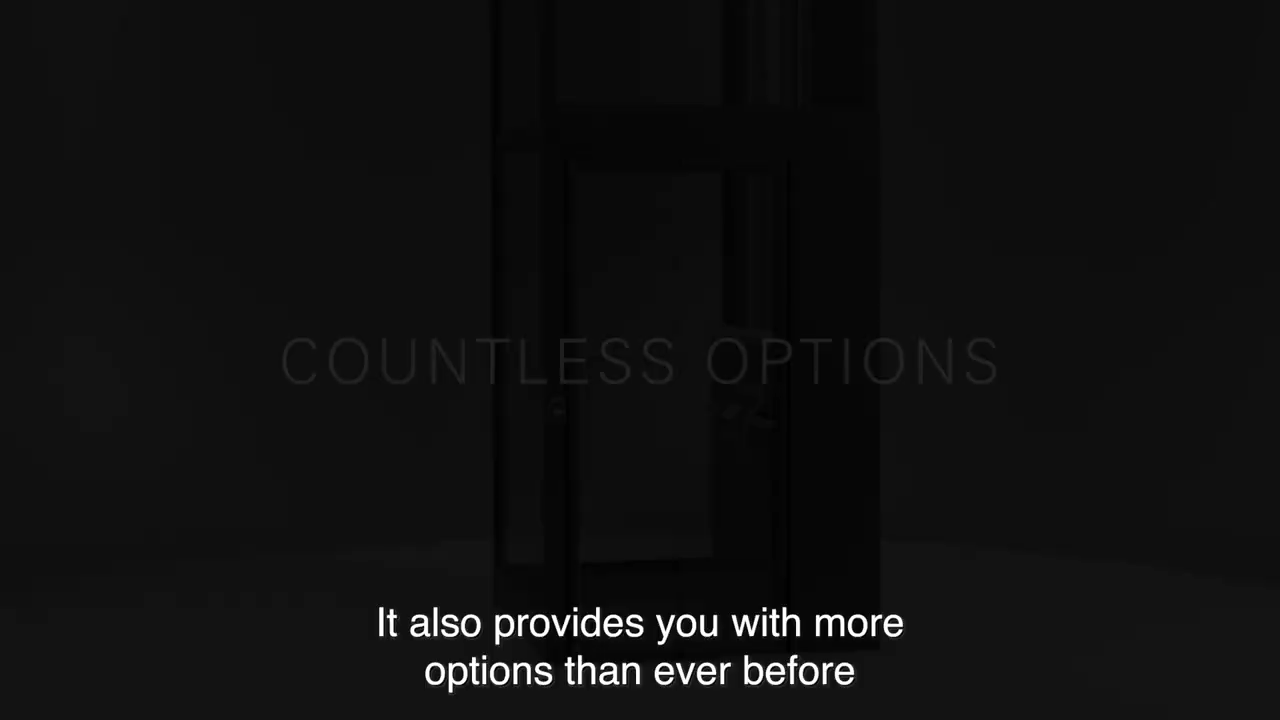 COUNTLESS OPTIONS
It also provides you with more
options than ever before